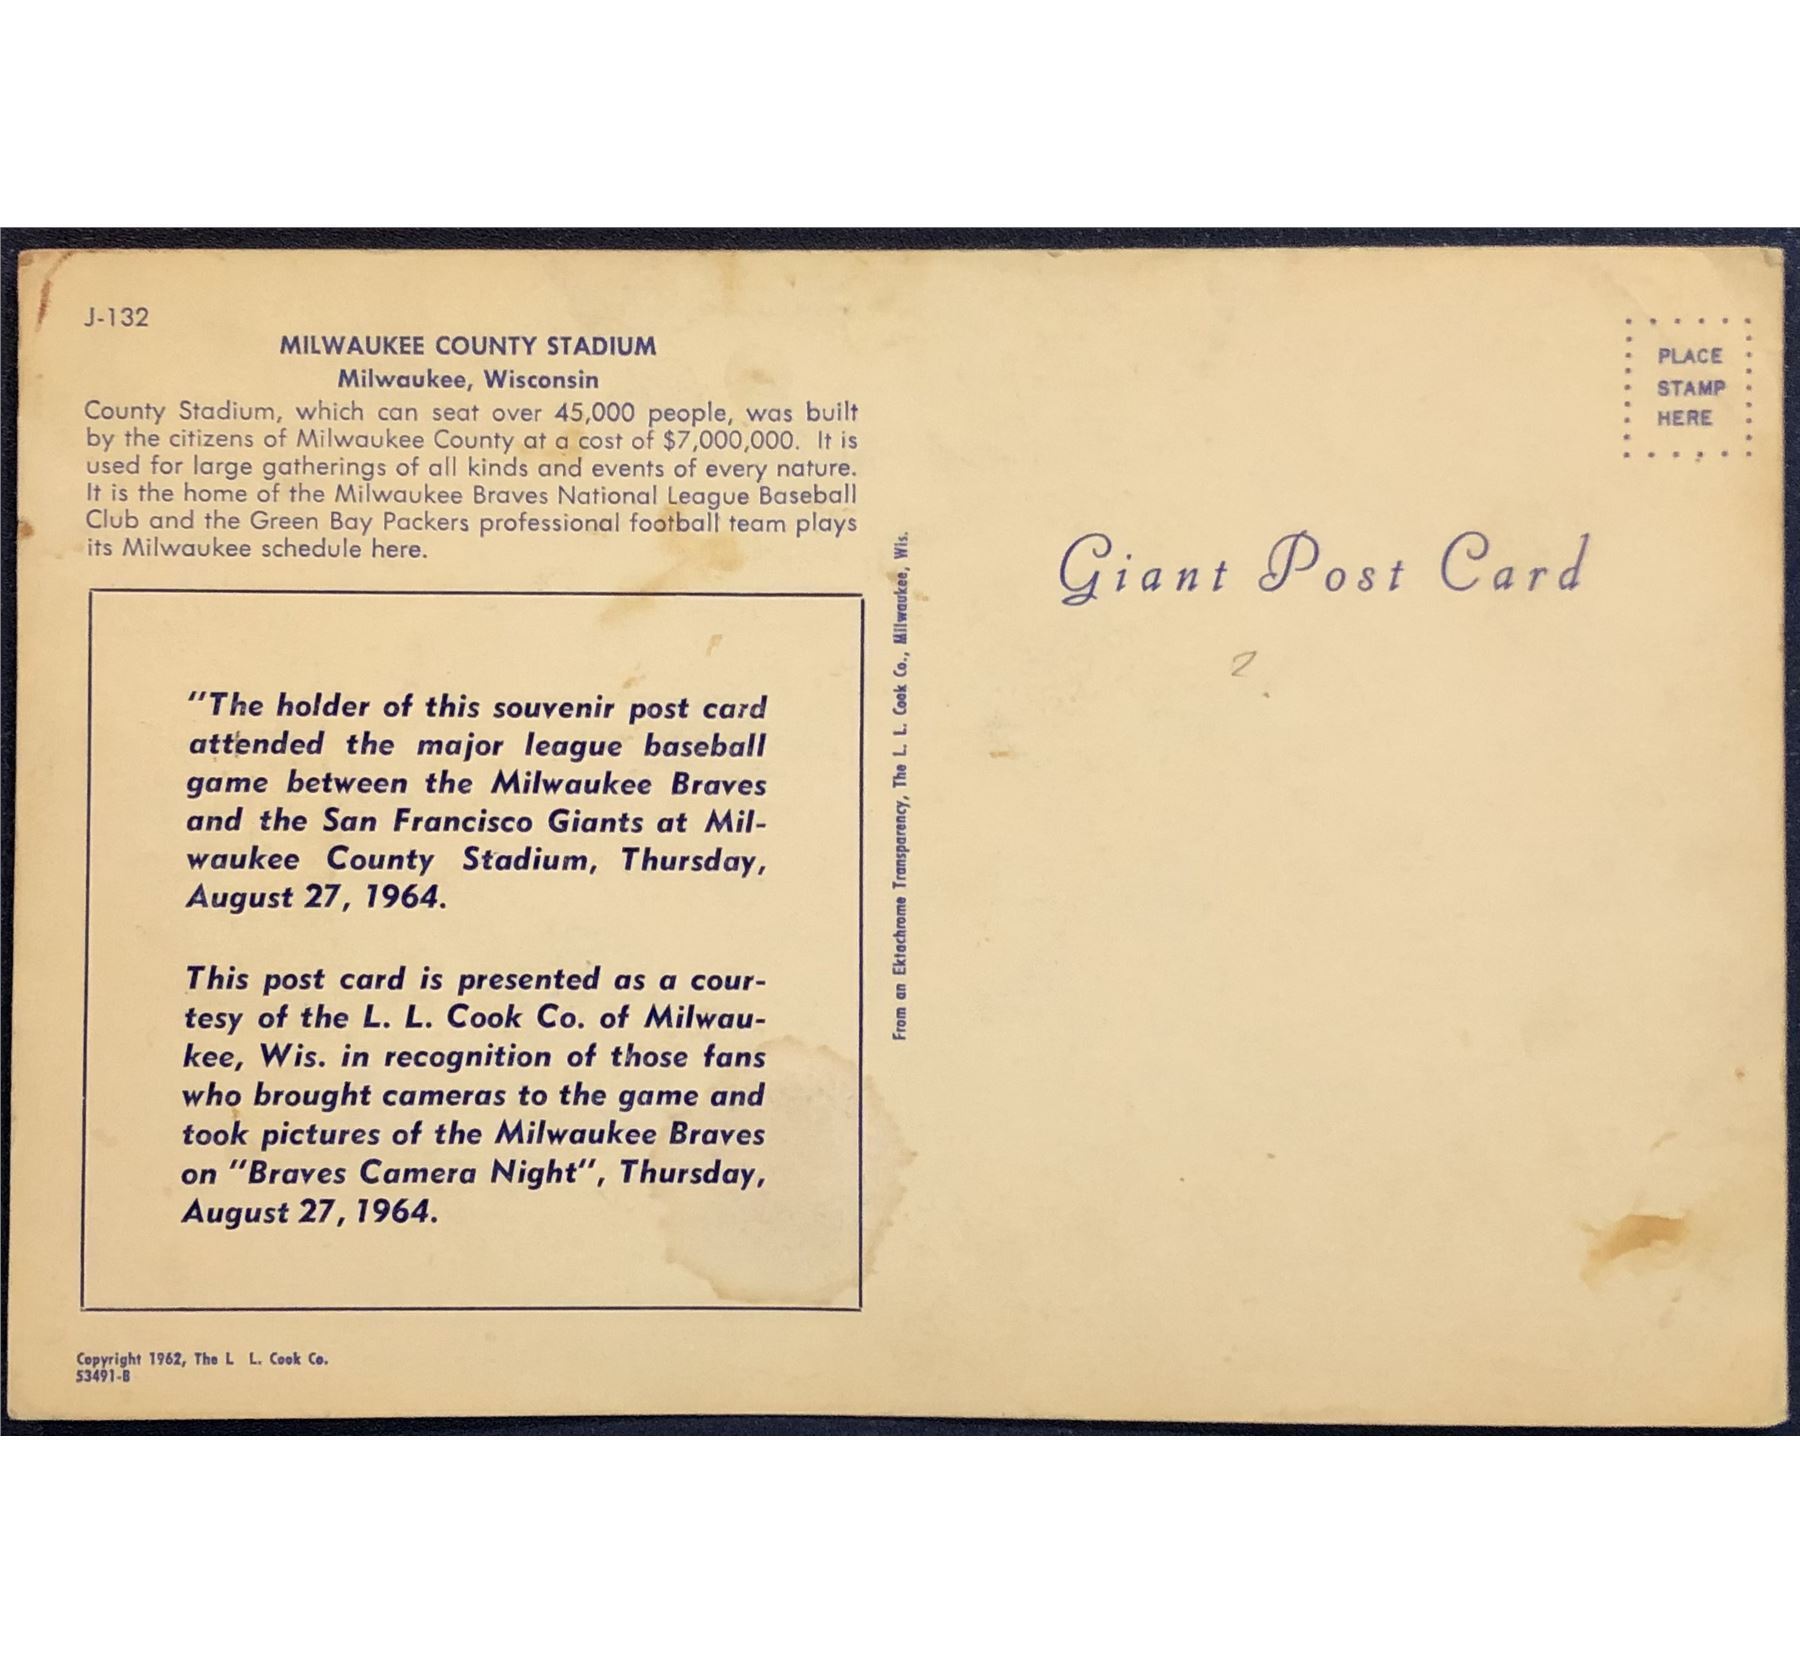 J-132
MILWAUKEE COUNTY STADIUM
Milwaukee, Wisconsin
County Stadium, which can seat over 45,000 people, was built
by the citizens of Milwaukee County at a cost of $7,000,000. It is
used for large gatherings of all kinds and events of every nature.
It is the home of the Milwaukee Braves National League Baseball
Club and the Green Bay Packers professional football team plays
its Milwaukee schedule here.
"The holder of this souvenir post card
attended the major league baseball
game between the Milwaukee Braves
and the San Francisco Giants at Mil-
waukee County Stadium, Thursday,
August 27, 1964.
This post card is presented as a cour-
tesy of the L. L. Cook Co. of Milwau-
kee, Wis. in recognition of those fans
who brought cameras to the game and
took pictures of the Milwaukee Braves
on "Braves Camera Night", Thursday,
August 27, 1964.
Copyright 1962, The L L. Cook Co.
53491-B
From an Ektachrome Transparency, The L. L. Cook Co., Milwaukee, Wis.
PLACE
STAMP
HERE
Giant Post Card
2